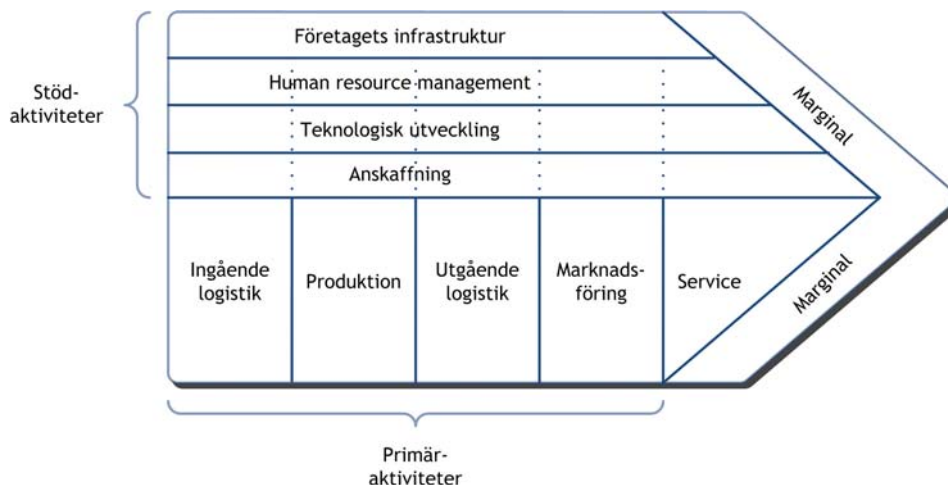 Företagets infrastruktur
Human resource management
Stöd-
aktiviteter
Teknologisk utveckling
Anskaffning
Marginal
Ingående
logistik
Produktion
Utgående
logistik
Marknads-
föring
Service
Marginal
Primär-
aktiviteter